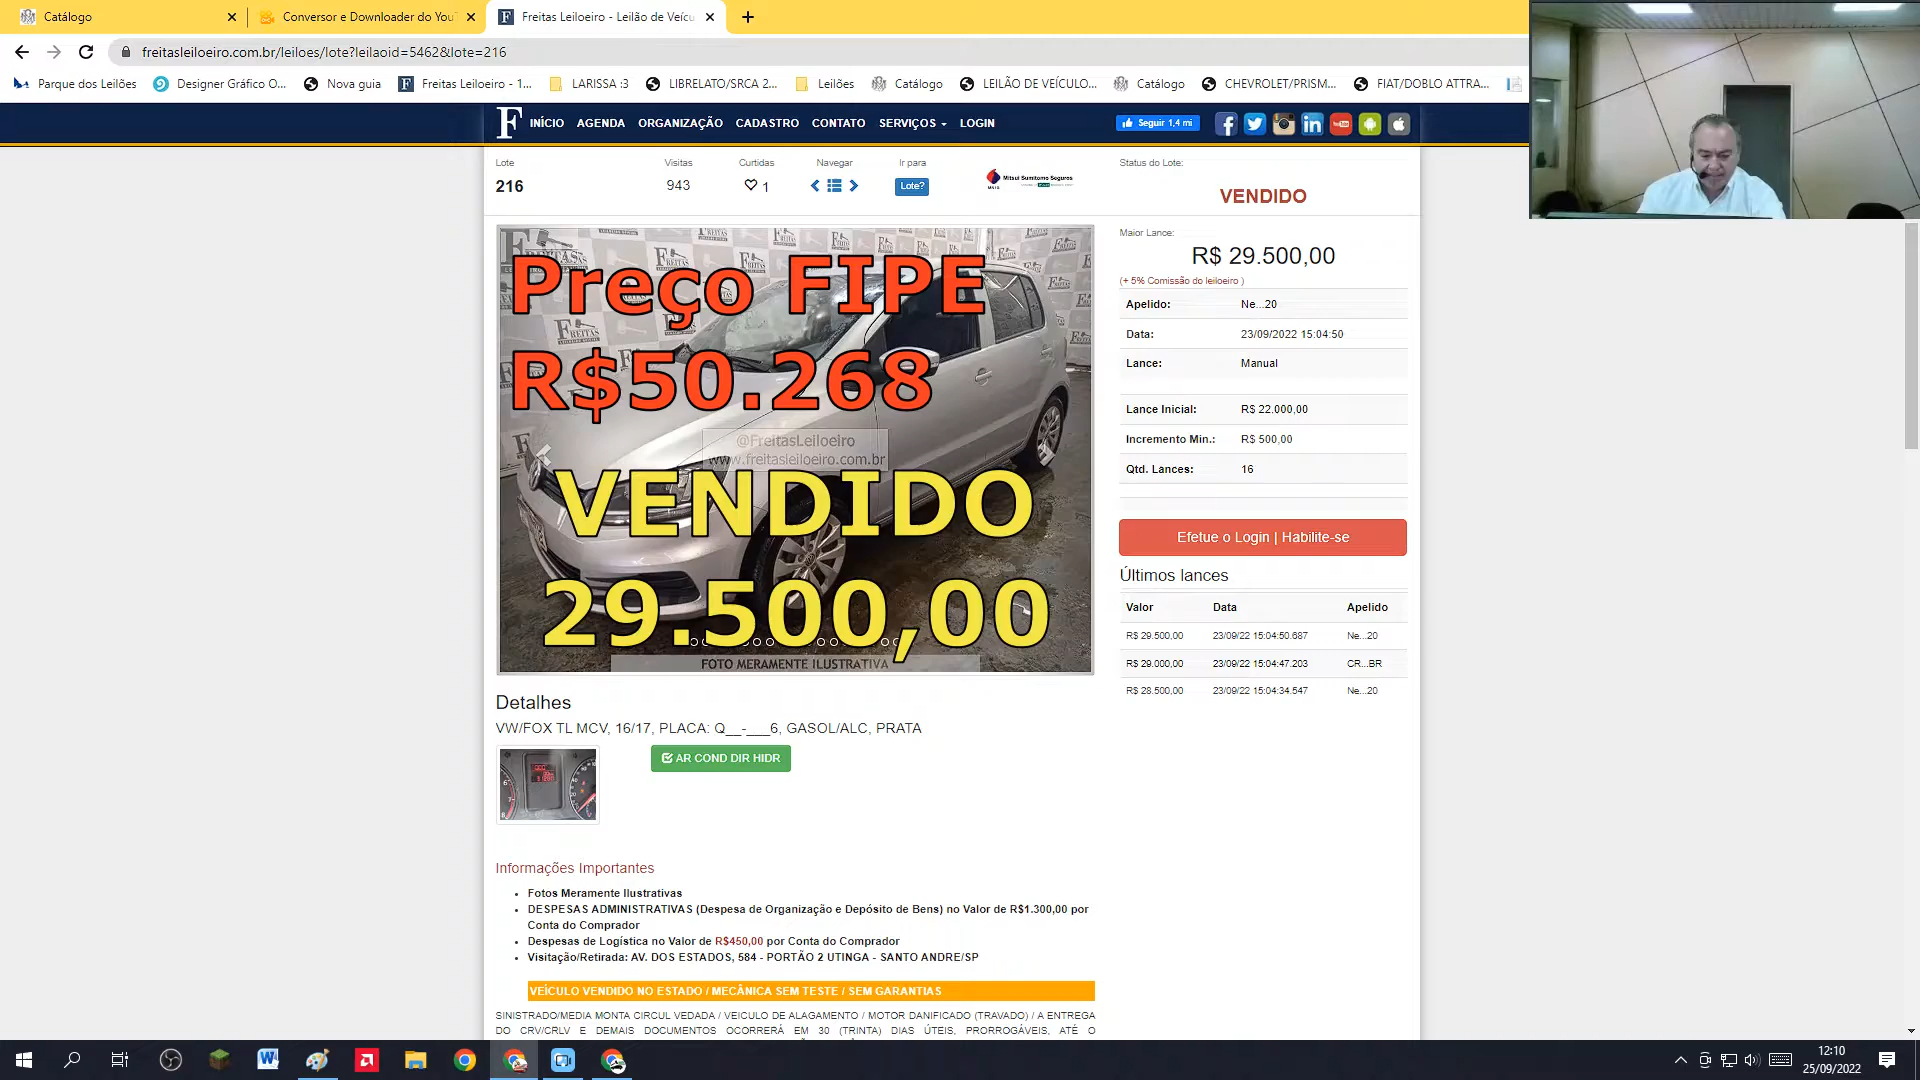 Catálogo
Conversor e Downloader do You
Freitas Leiloeiro - Leilão de Veícu
freitasleiloeiro.com.br/leiloes/lote?leilaoid=5462&lote=216
Parque dos Leilões
Designer Gráfico O...
Nova guia
Freitas Leiloeiro - 1...
LARISSA :3
LIBRELATO/SRCA 2...
Leilões
Catálogo
LEILÃO DE VEÍCULO...
Catálogo
CHEVROLET/PRISM...
FIAT/DOBLO ATTRA...
F INÍCIO AGENDA ORGANIZAÇÃO CADASTRO CONTATO SERVIÇOS LOGIN
Seguir 1,4 mi
Lote
216
Visitas
943
Curtidas
1
Navegar
Ir para
Lote?
Mitsui Sumitomo Seguros
Status do Lote:
VENDIDO
Preço FIPE
R$50.268
@FreitasLeiloeiro
www.freitasleiloeiro.com.br
VENDIDO
29.500,00
FOTO MERAMENTE ILUSTRATIVA
Maior Lance:
R$ 29.500,00
(+ 5% Comissão do leiloeiro )
Apelido: Ne...20
Data: 23/09/2022 15:04:50
Lance: Manual
Lance Inicial: R$ 22.000,00
Incremento Min.: R$ 500,00
Qtd. Lances: 16
Efetue o Login | Habilite-se
Últimos lances
Valor Data Apelido
R$ 29.500,00 23/09/22 15:04:50.687 Ne...20
R$ 29.000,00 23/09/22 15:04:47.203 CR...BR
R$ 28.500,00 23/09/22 15:04:34.547 Ne...20
Detalhes
VW/FOX TL MCV, 16/17, PLACA: Q__-___6, GASOL/ALC, PRATA
AR COND DIR HIDR
Informações Importantes
Fotos Meramente Ilustrativas
DESPESAS ADMINISTRATIVAS (Despesa de Organização e Depósito de Bens) no Valor de R$1.300,00 por
Conta do Comprador
Despesas de Logística no Valor de R$450,00 por Conta do Comprador
Visitação/Retirada: AV. DOS ESTADOS, 584 - PORTÃO 2 UTINGA - SANTO ANDRE/SP
VEÍCULO VENDIDO NO ESTADO / MECÂNICA SEM TESTE / SEM GARANTIAS
SINISTRADO/MEDIA MONTA CIRCUL VEDADA / VEICULO DE ALAGAMENTO / MOTOR DANIFICADO (TRAVADO) / A ENTREGA
DO CRV/CRLV E DEMAIS DOCUMENTOS OCORRERÁ EM 30 (TRINTA) DIAS ÚTEIS, PRORROGÁVEIS, ATÉ O
12:10
25/09/2022